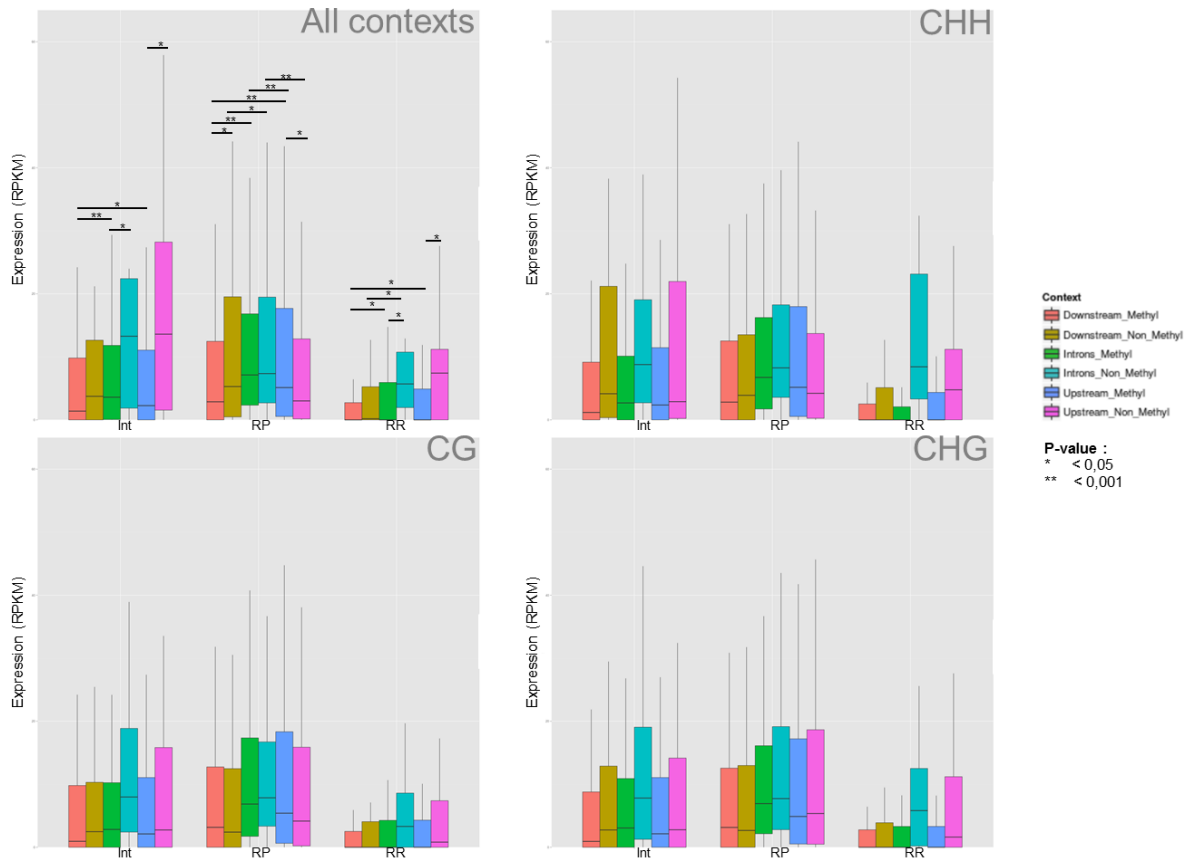 All contexts
CHH
Expression (RPKM)
Expression (RPKM)
*
**
**
**
*
**
*
*
*
**
*
*
*
*
*
*
Int
RP
RR
Int
RP
RR
Context
Downstream_Methyl
Downstream_Non_Methyl
Introns_Methyl
Introns_Non_Methyl
Upstream_Methyl
Upstream_Non_Methyl
P-value :
* < 0,05
** < 0,001
CG
CHG
Expression (RPKM)
Expression (RPKM)
Int
RP
RR
Int
RP
RR